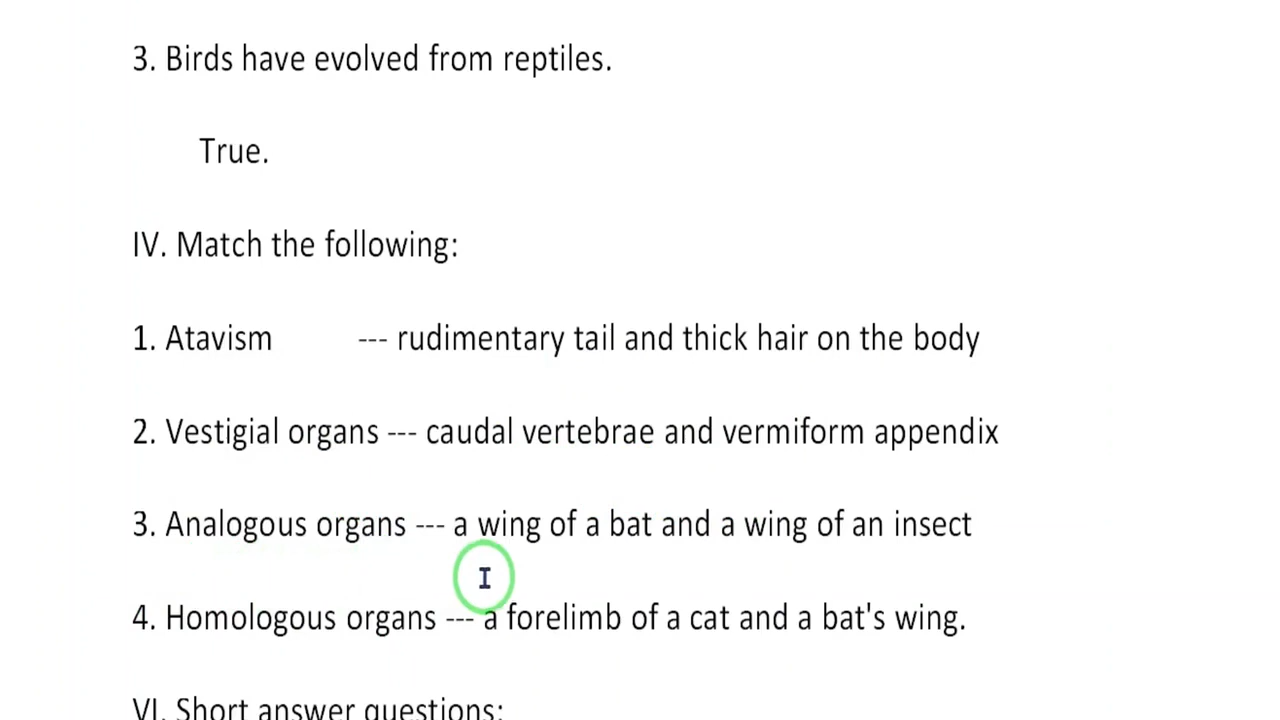 3. Birds have evolved from reptiles.
True.
IV. Match the following:
1. Atavism --- rudimentary tail and thick hair on the body
2. Vestigial organs --- caudal vertebrae and vermiform appendix
3. Analogous organs --- a wing of a bat and a wing of an insect
4. Homologous organs --- a forelimb of a cat and a bat's wing.
VI. Short answer questions: